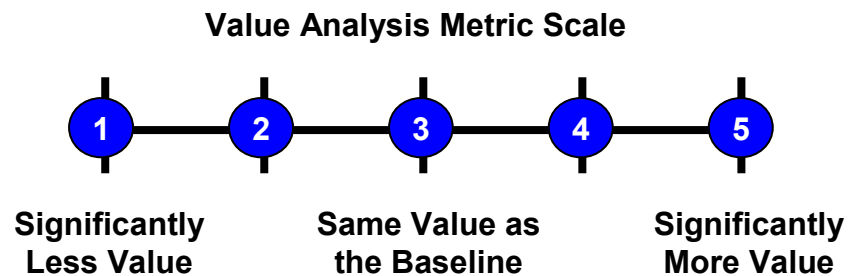 Value Analysis Metric Scale
1 2 3 4 5
Significantly Same Value as Significantly
Less Value the Baseline More Value